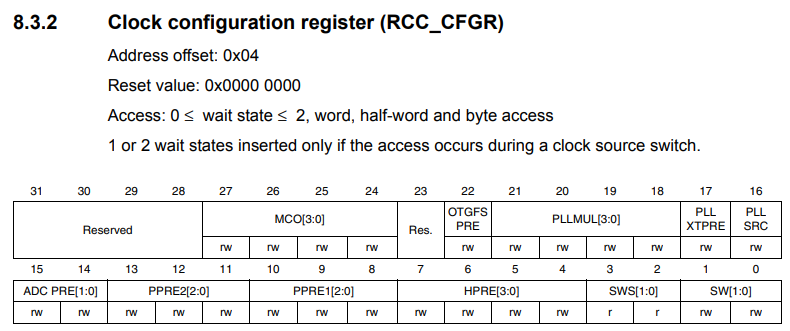 8.3.2 Clock configuration register (RCC_CFGR)
Address offset: 0x04
Reset value: 0x0000 0000
Access: 0 ≤ wait state ≤ 2, word, half-word and byte access
1 or 2 wait states inserted only if the access occurs during a clock source switch.
31 30 29 28 27 26 25 24 23 22 21 20 19 18 17 16
Reserved MCO[3:0] Res. OTGFS PRE PLLMUL[3:0] PLL XTPRE PLL SRC
rw rw rw rw rw rw rw rw rw rw rw
15 14 13 12 11 10 9 8 7 6 5 4 3 2 1 0
ADC PRE[1:0] PPRE2[2:0] PPRE1[2:0] HPRE[3:0] SWS[1:0] SW[1:0]
rw rw rw rw rw rw rw rw rw rw rw rw r r rw rw